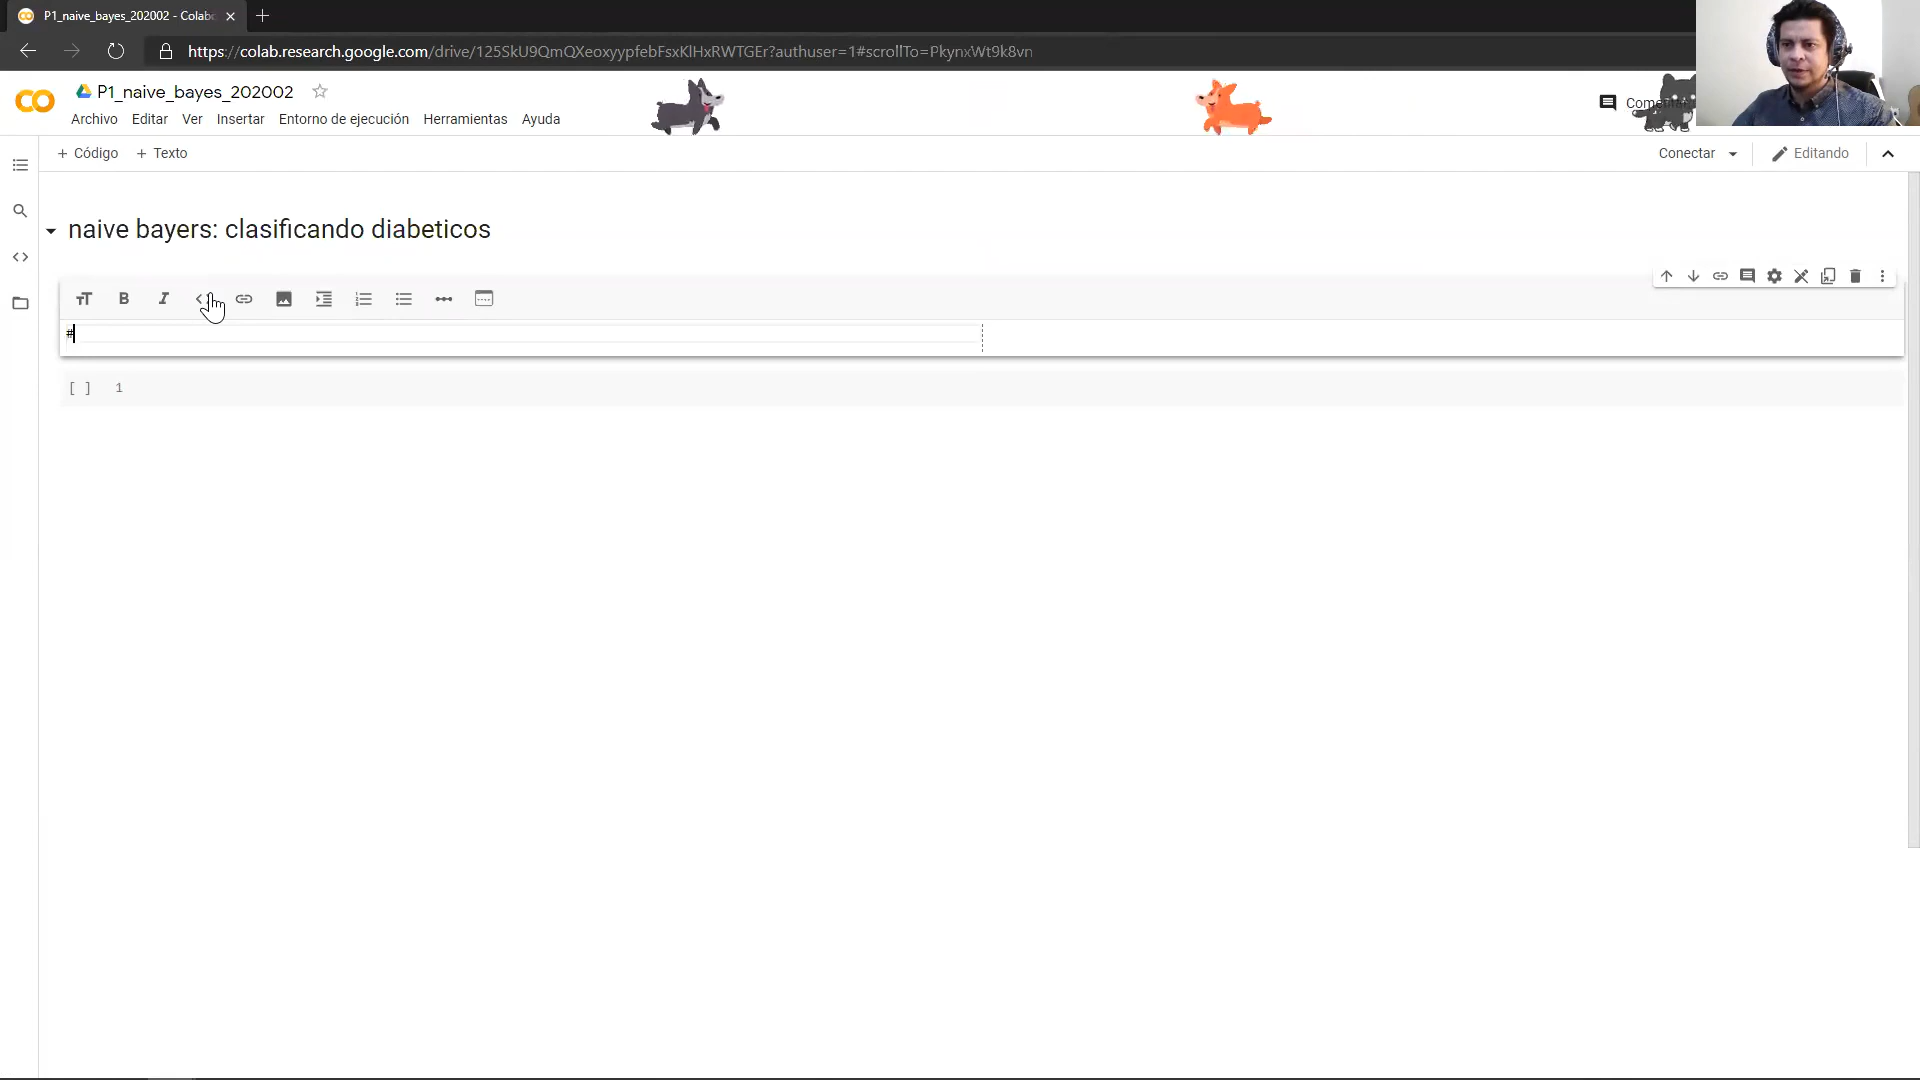 P1_naive_bayes_202002 - Colab
https://colab.research.google.com/drive/125SkU9QmQXeoxyypfebFsxKlHxRWTGEr?authuser=1#scrollTo=PkynxWt9k8vn
CO P1_naive_bayes_202002
Archivo Editar Ver Insertar Entorno de ejecución Herramientas Ayuda
+ Código + Texto Conectar Editando
naive bayers: clasificando diabeticos
B I
#
[ ] 1